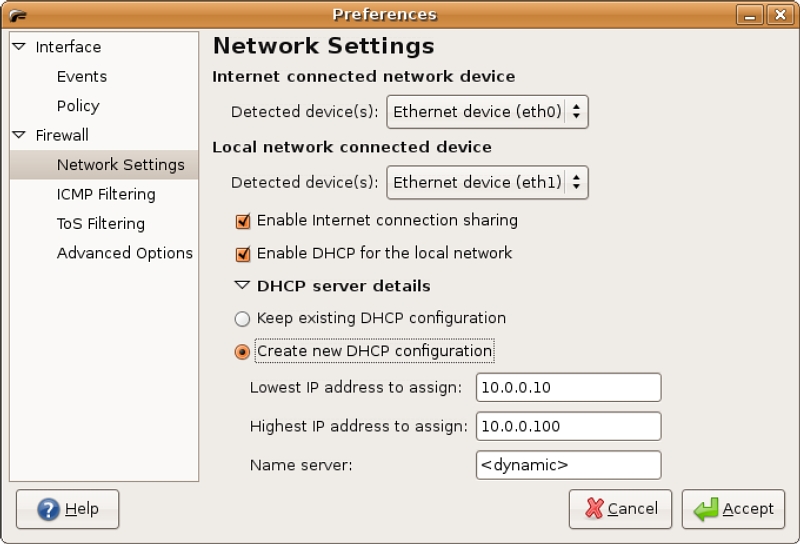 Preferences
Interface
Events
Policy
Firewall
Network Settings
ICMP Filtering
ToS Filtering
Advanced Options
Network Settings
Internet connected network device
Detected device(s): Ethernet device (eth0)
Local network connected device
Detected device(s): Ethernet device (eth1)
Enable Internet connection sharing
Enable DHCP for the local network
DHCP server details
Keep existing DHCP configuration
Create new DHCP configuration
Lowest IP address to assign: 10.0.0.10
Highest IP address to assign: 10.0.0.100
Name server: <dynamic>
Help Cancel Accept